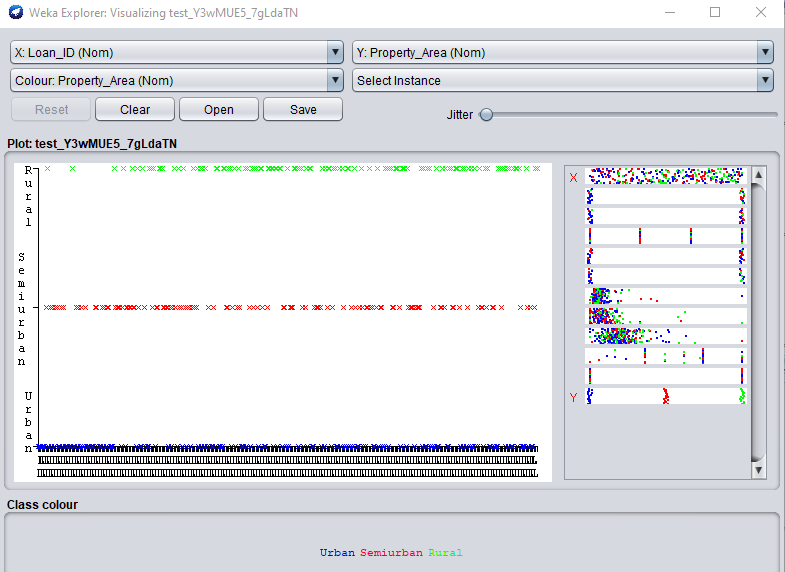 Weka Explorer: Visualizing test_Y3wMUE5_7gLdaTN
X: Loan_ID (Nom)
Y: Property_Area (Nom)
Colour: Property_Area (Nom)
Select Instance
Reset
Clear
Open
Save
Jitter
Plot: test_Y3wMUE5_7gLdaTN
Rural
Semiurban
Urban
X
Y
Class colour
Urban Semiurban Rural